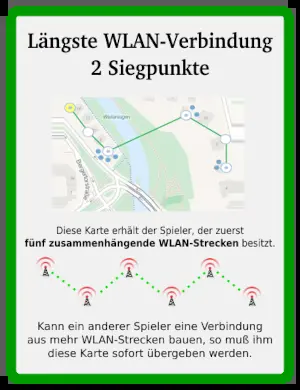 Längste WLAN-Verbindung
2 Siegpunkte
Diese Karte erhält der Spieler, der zuerst
fünf zusammenhängende WLAN-Strecken besitzt.
Kann ein anderer Spieler eine Verbindung
aus mehr WLAN-Strecken bauen, so muß ihm
diese Karte sofort übergeben werden.